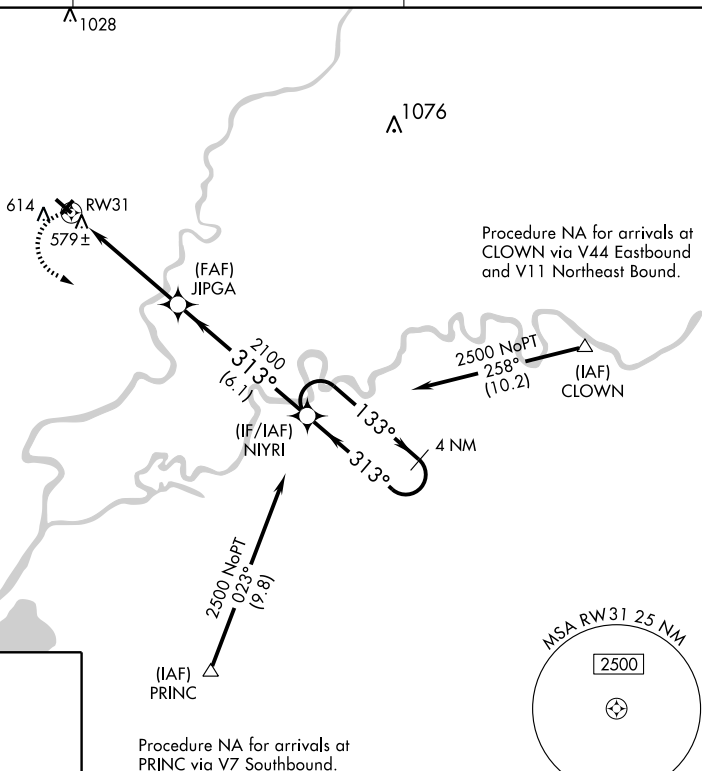 1028
1076
614
RW31
579±
Procedure NA for arrivals at
CLOWN via V44 Eastbound
and V11 Northeast Bound.
(FAF)
JIPGA
2100
313°
(6.1)
2500 NoPT
258°
(10.2)
(IAF)
CLOWN
(IF/IAF)
NIYRI
133°
4 NM
313°
2500 NoPT
023°
(9.8)
(IAF)
PRINC
MSA RW31 25 NM
2500
Procedure NA for arrivals at
PRINC via V7 Southbound.